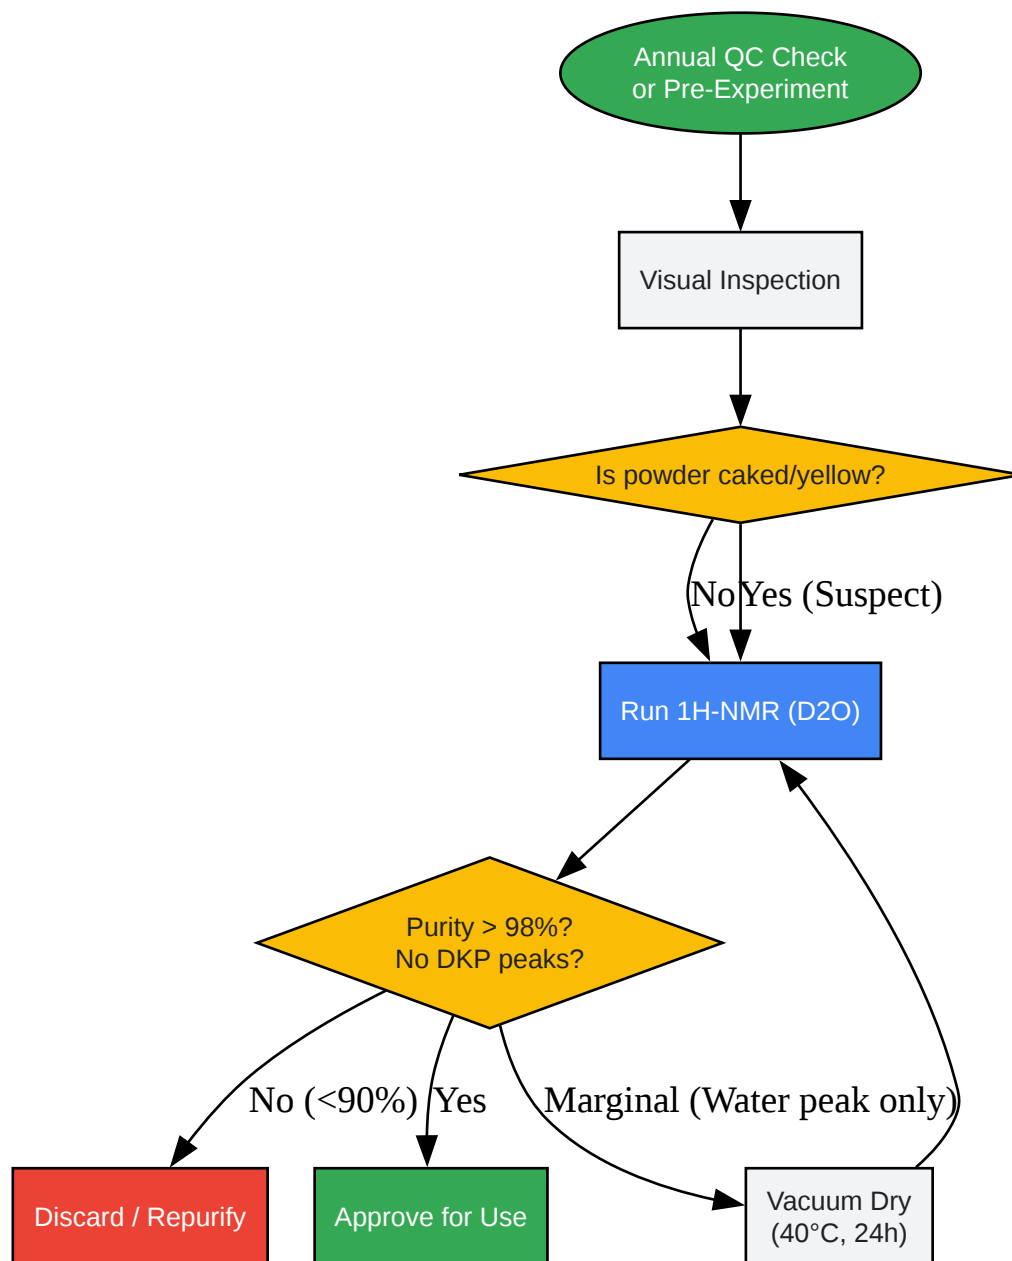 Annual QC Check
or Pre-Experiment
Visual Inspection
Is powder caked/yellow?
No
Yes (Suspect)
Run 1H-NMR (D2O)
Purity > 98%?
No DKP peaks?
No (<90%)
Yes
Marginal (Water peak only)
Discard / Repurify
Approve for Use
Vacuum Dry
(40°C, 24h)